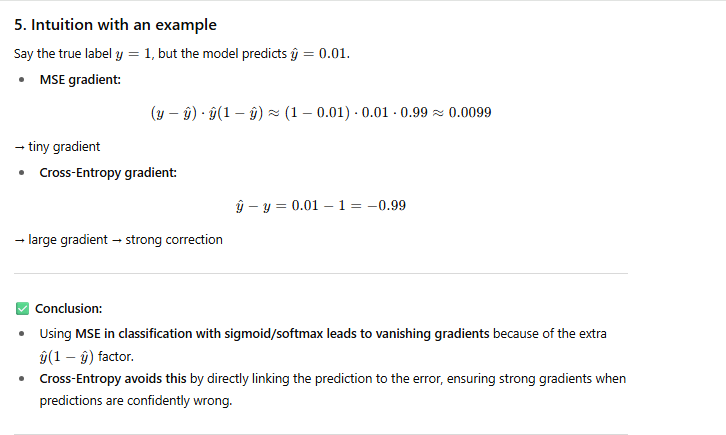 5. Intuition with an example
Say the true label y = 1, but the model predicts ŷ = 0.01.
• MSE gradient:
(y − ŷ) · ŷ(1 − ŷ) ≈ (1 − 0.01) · 0.01 · 0.99 ≈ 0.0099
→ tiny gradient
• Cross-Entropy gradient:
ŷ − y = 0.01 − 1 = −0.99
→ large gradient → strong correction
✅ Conclusion:
• Using MSE in classification with sigmoid/softmax leads to vanishing gradients because of the extra
ŷ(1 − ŷ) factor.
• Cross-Entropy avoids this by directly linking the prediction to the error, ensuring strong gradients when
predictions are confidently wrong.